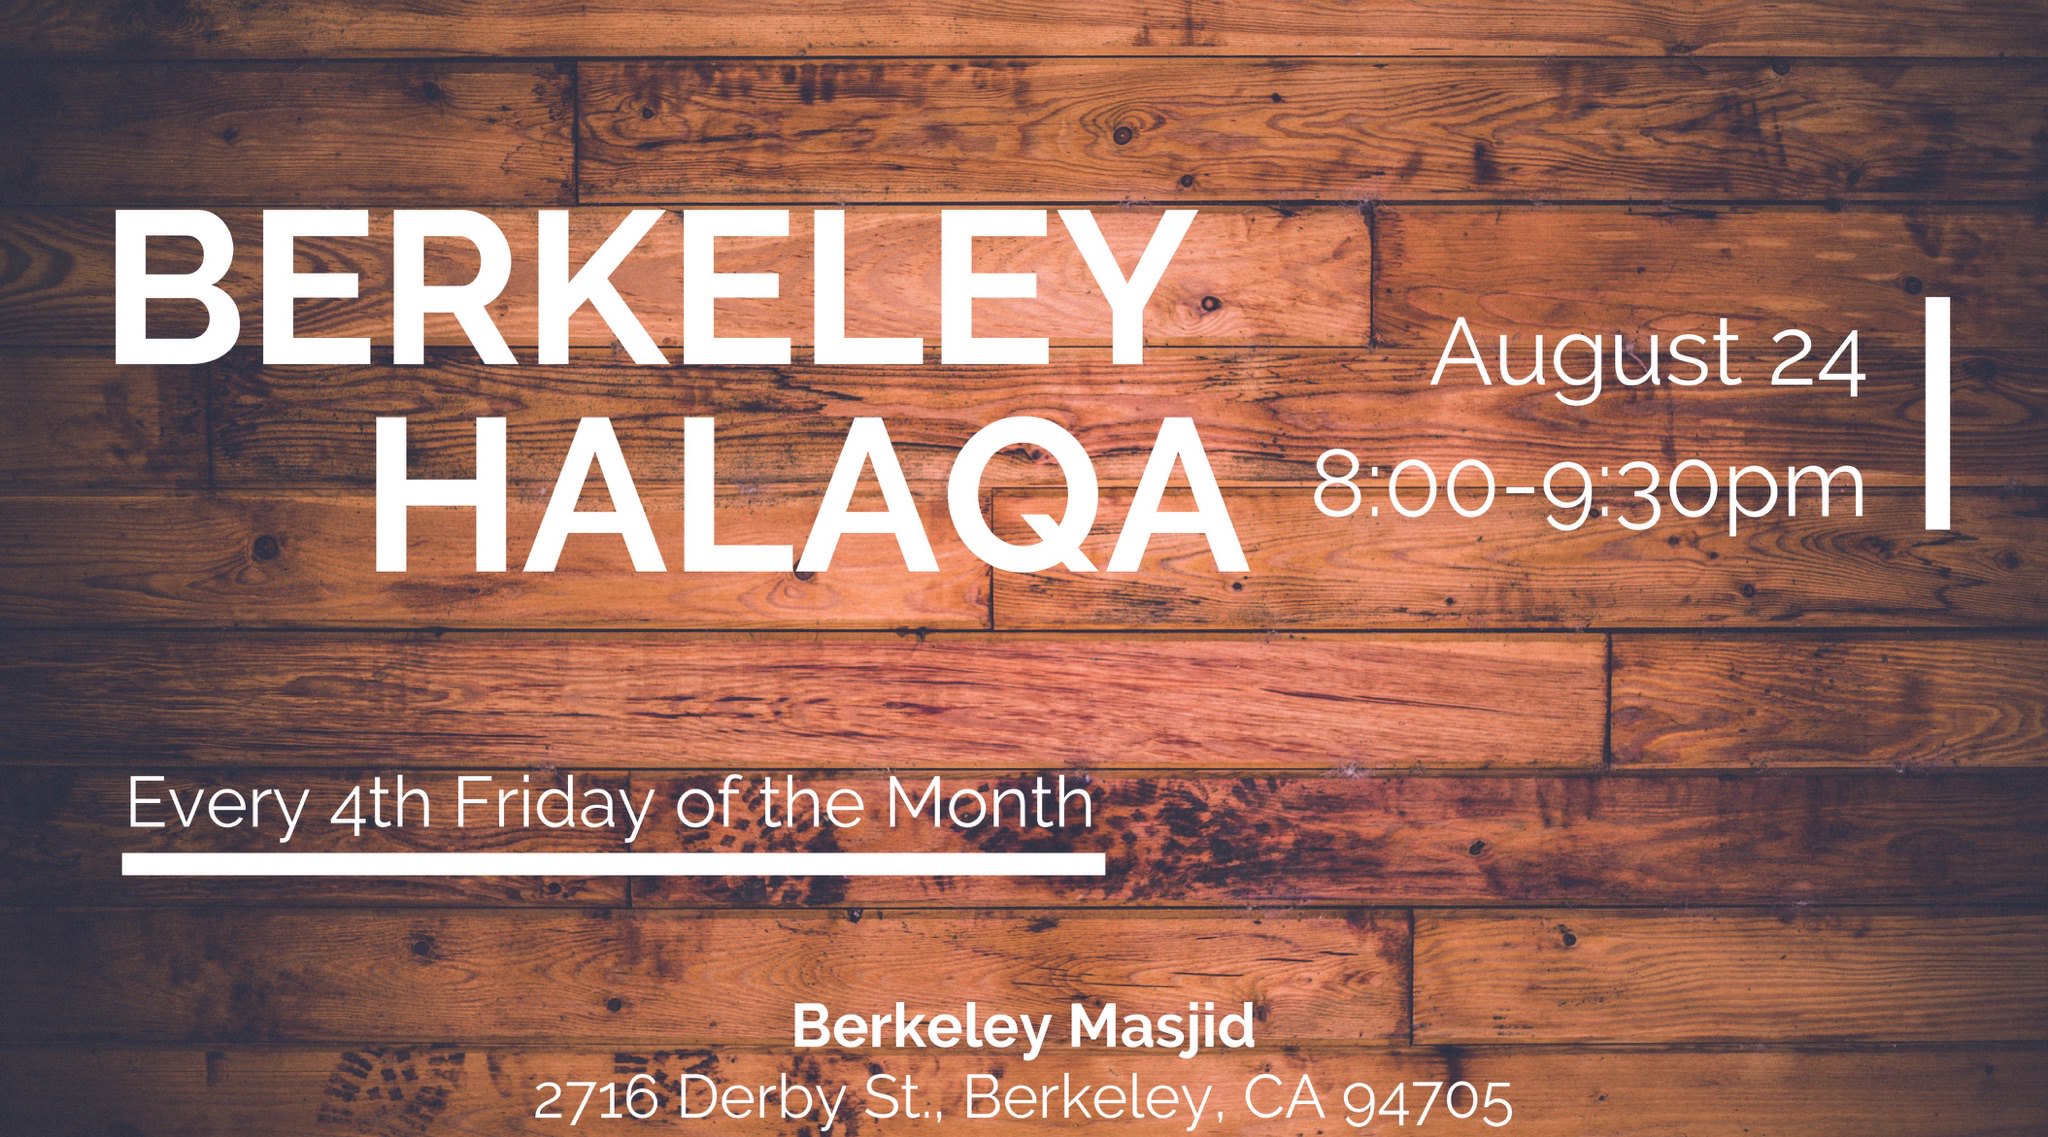 BERKELEY
HALAQA
August 24
8:00-9:30pm
Every 4th Friday of the Month
Berkeley Masjid
2716 Derby St., Berkeley, CA 94705